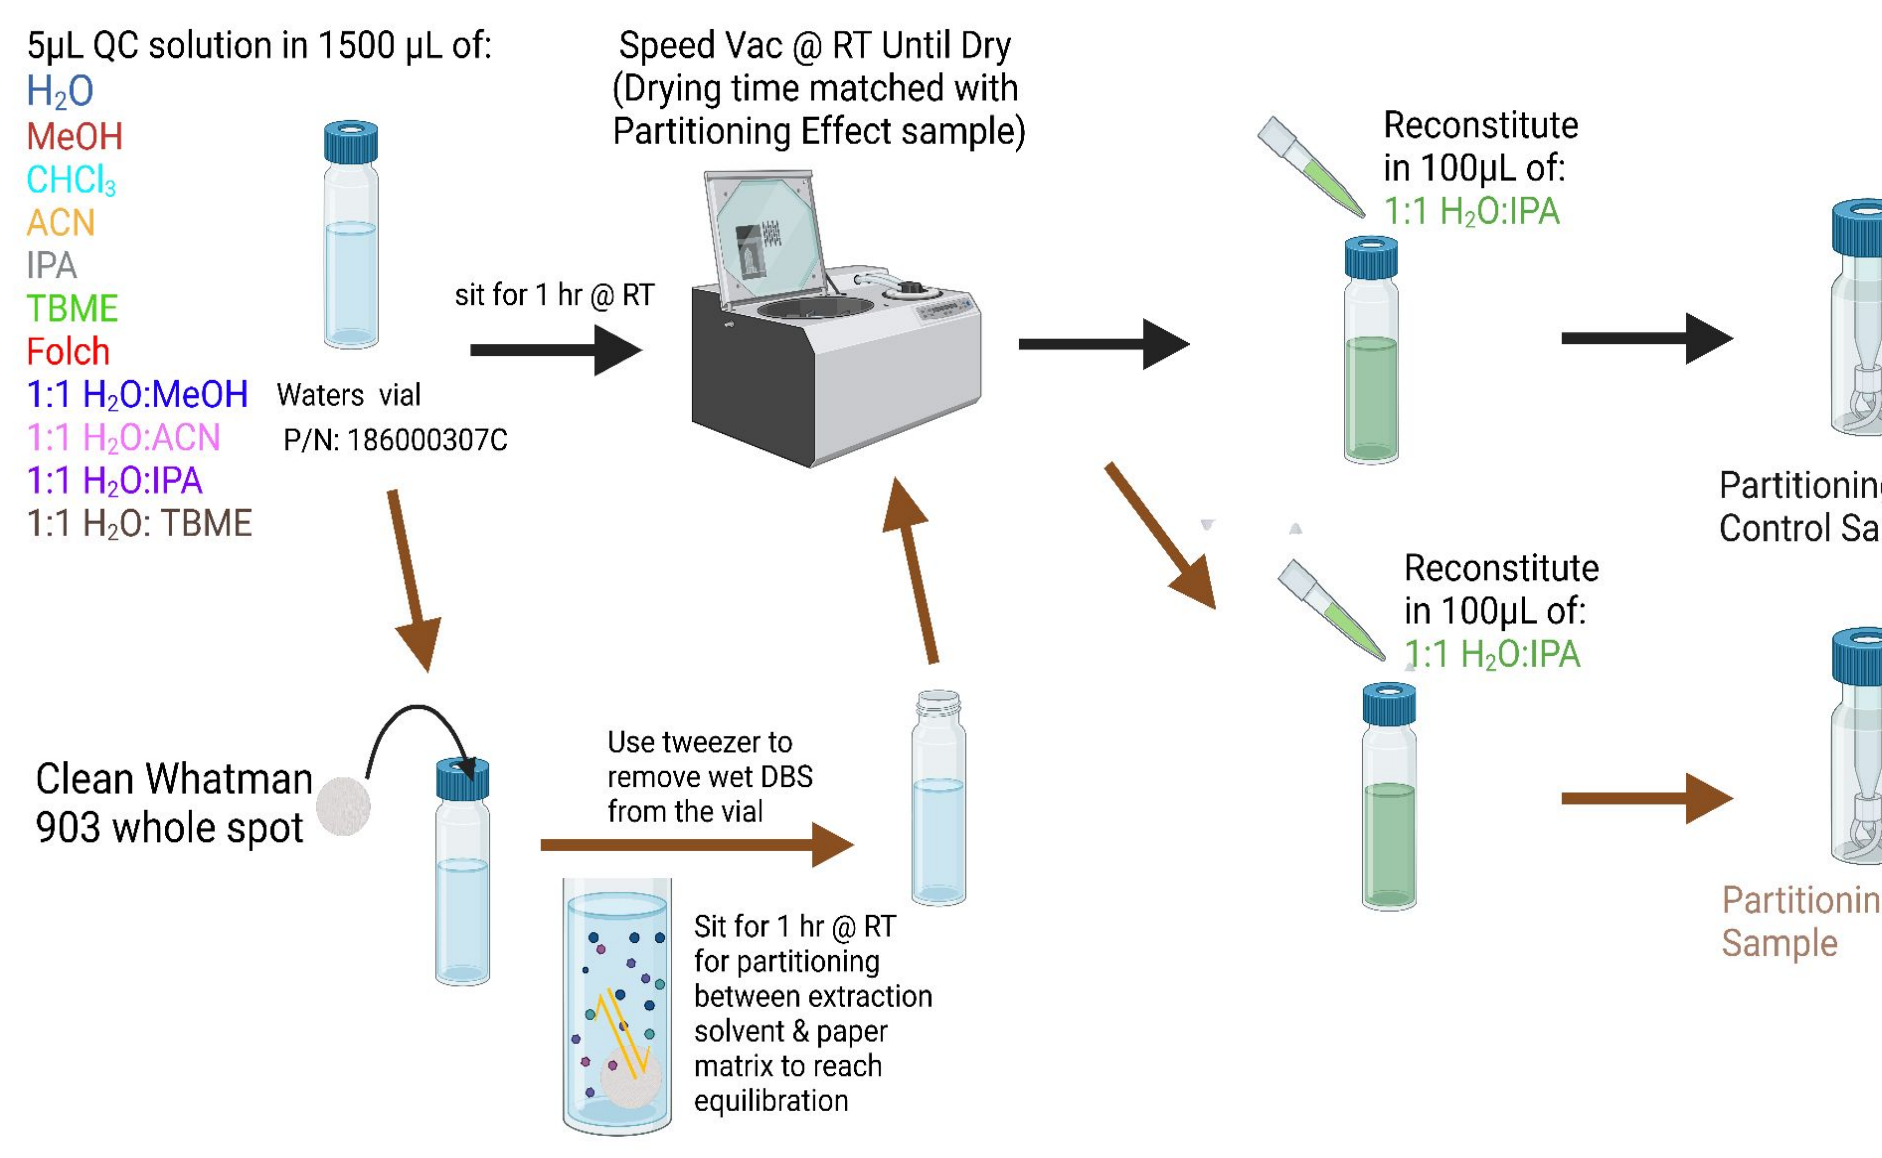 5µL QC solution in 1500 µL of:
H₂O
MeOH
CHCl₃
ACN
IPA
TBME
Folch
1:1 H₂O:MeOH
1:1 H₂O:ACN
1:1 H₂O:IPA
1:1 H₂O: TBME
Waters vial
P/N: 186000307C
sit for 1 hr @ RT
Speed Vac @ RT Until Dry
(Drying time matched with
Partitioning Effect sample)
Reconstitute
in 100µL of:
1:1 H₂O:IPA
Control
Clean Whatman
903 whole spot
Use tweezer to
remove wet DBS
from the vial
Sit for 1 hr @ RT
for partitioning
between extraction
solvent & paper
matrix to reach
equilibration
Reconstitute
in 100µL of:
1:1 H₂O:IPA
Sample